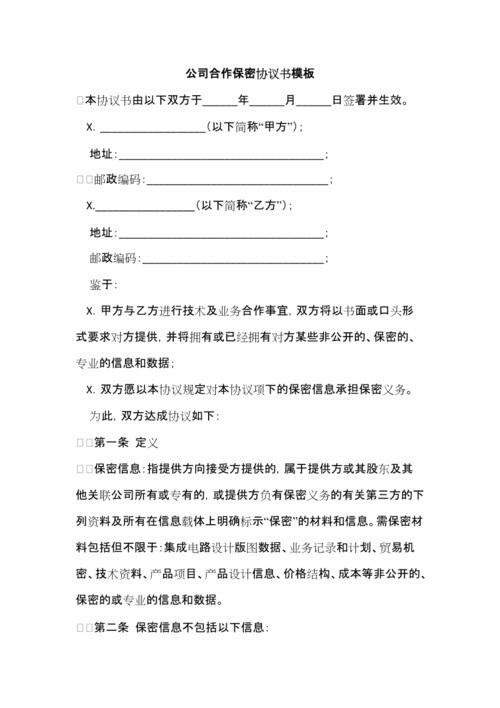 公司合作保密协议书模板
□本协议书由以下双方于______年______月______日签署并生效。
X. __________________(以下简称“甲方”);
地址:___________________________________;
□□邮政编码:_______________________________;
X._________________(以下简称“乙方”);
地址:___________________________________;
邮政编码:_______________________________;
鉴于:
X. 甲方与乙方进行技术及业务合作事宜, 双方将以书面或口头形
式要求对方提供, 并将拥有或已经拥有对方某些非公开的、保密的、
专业的信息和数据;
X. 双方愿以本协议规定对本协议项下的保密信息承担保密义务。
为此, 双方达成协议如下:
□□第一条 定义
□□保密信息:指提供方向接受方提供的, 属于提供方或其股东及其
他关联公司所有或专有的, 或提供方负有保密义务的有关第三方的下
列资料及所有在信息载体上明确标示“保密”的材料和信息。需保密材
料包括但不限于:集成电路设计版图数据、业务记录和计划、贸易机
密、技术资料、产品项目、产品设计信息、价格结构、成本等非公开的、
保密的或专业的信息和数据。
□□第二条 保密信息不包括以下信息: